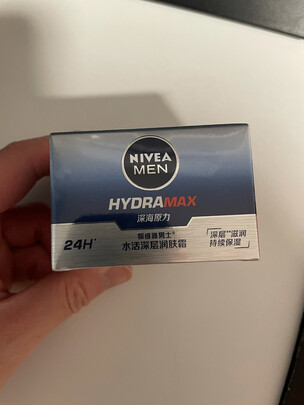 NIVEA
MEN
HYDRAMAX
深海原力
24H*
妮维雅男士®
水活深层润肤霜
深层**滋润
持续保湿